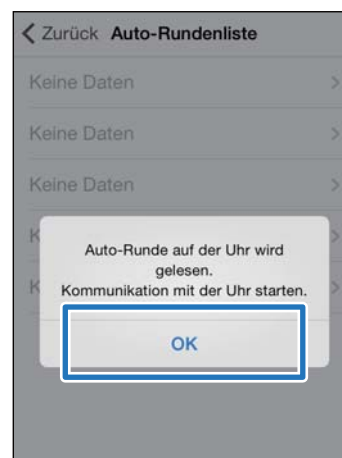 Zurück Auto-Rundenliste
Keine Daten
Keine Daten
Keine Daten
K
Auto-Runde auf der Uhr wird
gelesen.
K
Kommunikation mit der Uhr starten.
OK